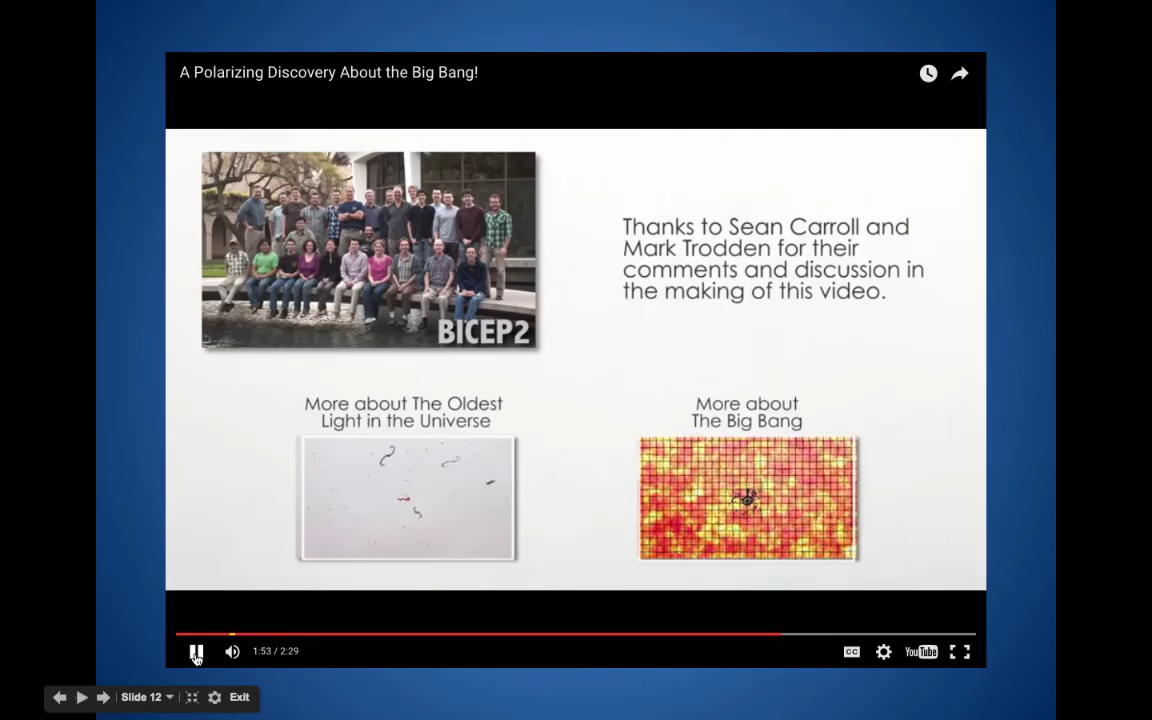 A Polarizing Discovery About the Big Bang!
BICEP2
Thanks to Sean Carroll and
Mark Trodden for their
comments and discussion in
the making of this video.
More about The Oldest
Light in the Universe
More about
The Big Bang
1:53 / 2:29
CC
YouTube
Slide 12
Exit